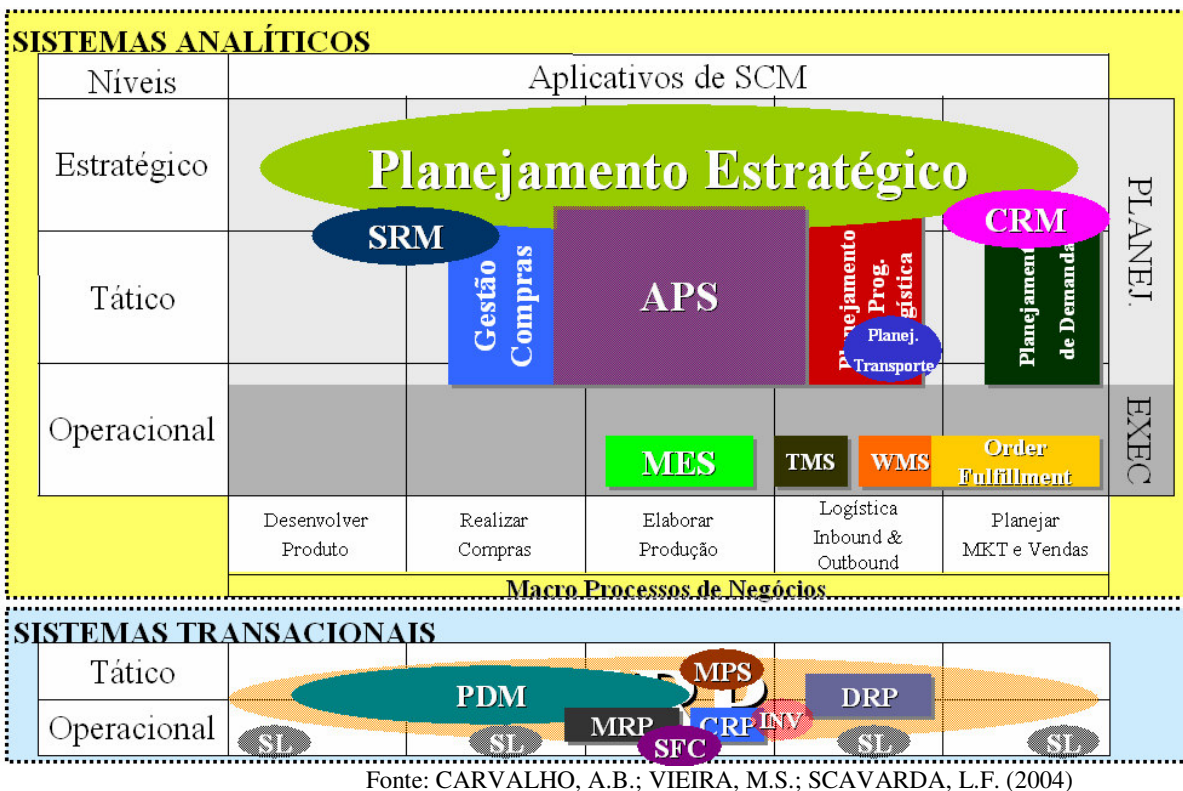 SISTEMAS ANALÍTICOS
Níveis
Aplicativos de SCM
Estratégico
Planejamento Estratégico
SRM
CRM
Tático
Gestão
Compras
APS
Prog.
Planej.
Transporte
de Demanda
PLANEJ.
Operacional
MES
TMS
WMS
Order
Fulfillment
EXEC
Desenvolver
Produto
Realizar
Compras
Elaborar
Produção
Logística
Inbound &
Outbound
Planejar
MKT e Vendas
Macro Processos de Negócios
SISTEMAS TRANSACIONAIS
Tático
PDM
MPS
DRP
Operacional
MRP
CRP
INV
SL
SL
SFC
SL
SL
Fonte: CARVALHO, A.B.; VIEIRA, M.S.; SCAVARDA, L.F. (2004)